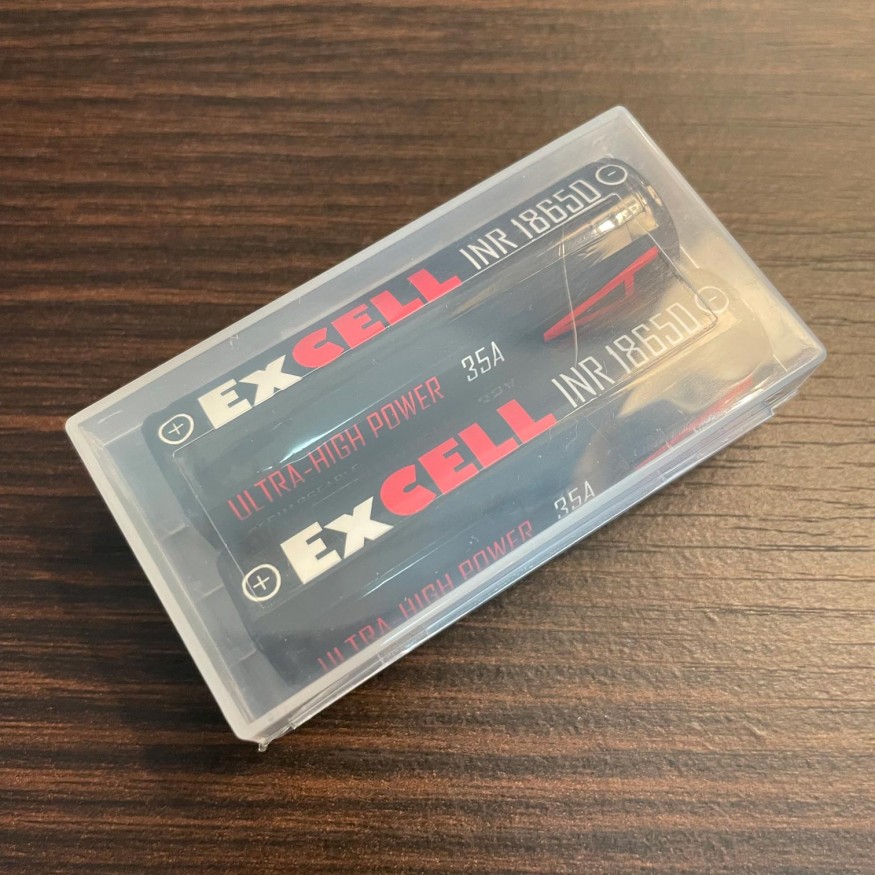 + EXCELL INR 18650 -
ULTRA-HIGH POWER 35A
+ EXCELL INR 18650 -
ULTRA-HIGH POWER 35A